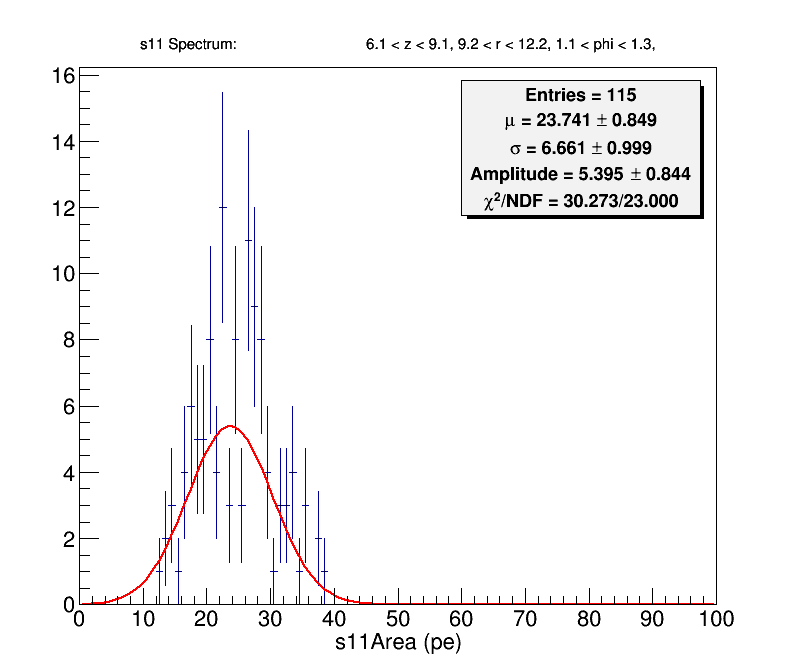 s11 Spectrum: 6.1 < z < 9.1, 9.2 < r < 12.2, 1.1 < phi < 1.3,
Entries = 115
μ = 23.741 ± 0.849
σ = 6.661 ± 0.999
Amplitude = 5.395 ± 0.844
χ²/NDF = 30.273/23.000
16
14
12
10
8
6
4
2
0
0 10 20 30 40 50 60 70 80 90 100
s11Area (pe)